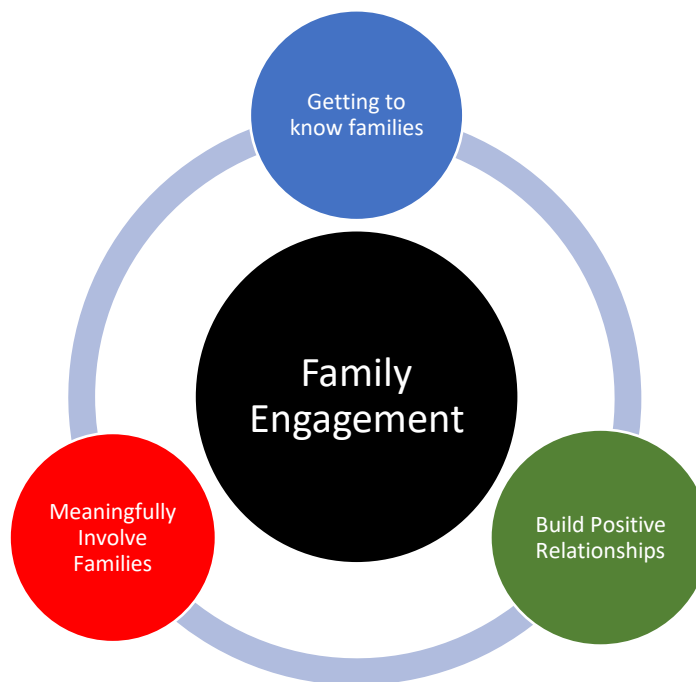 Getting to
know families
Family
Engagement
Meaningfully
Involve
Families
Build Positive
Relationships